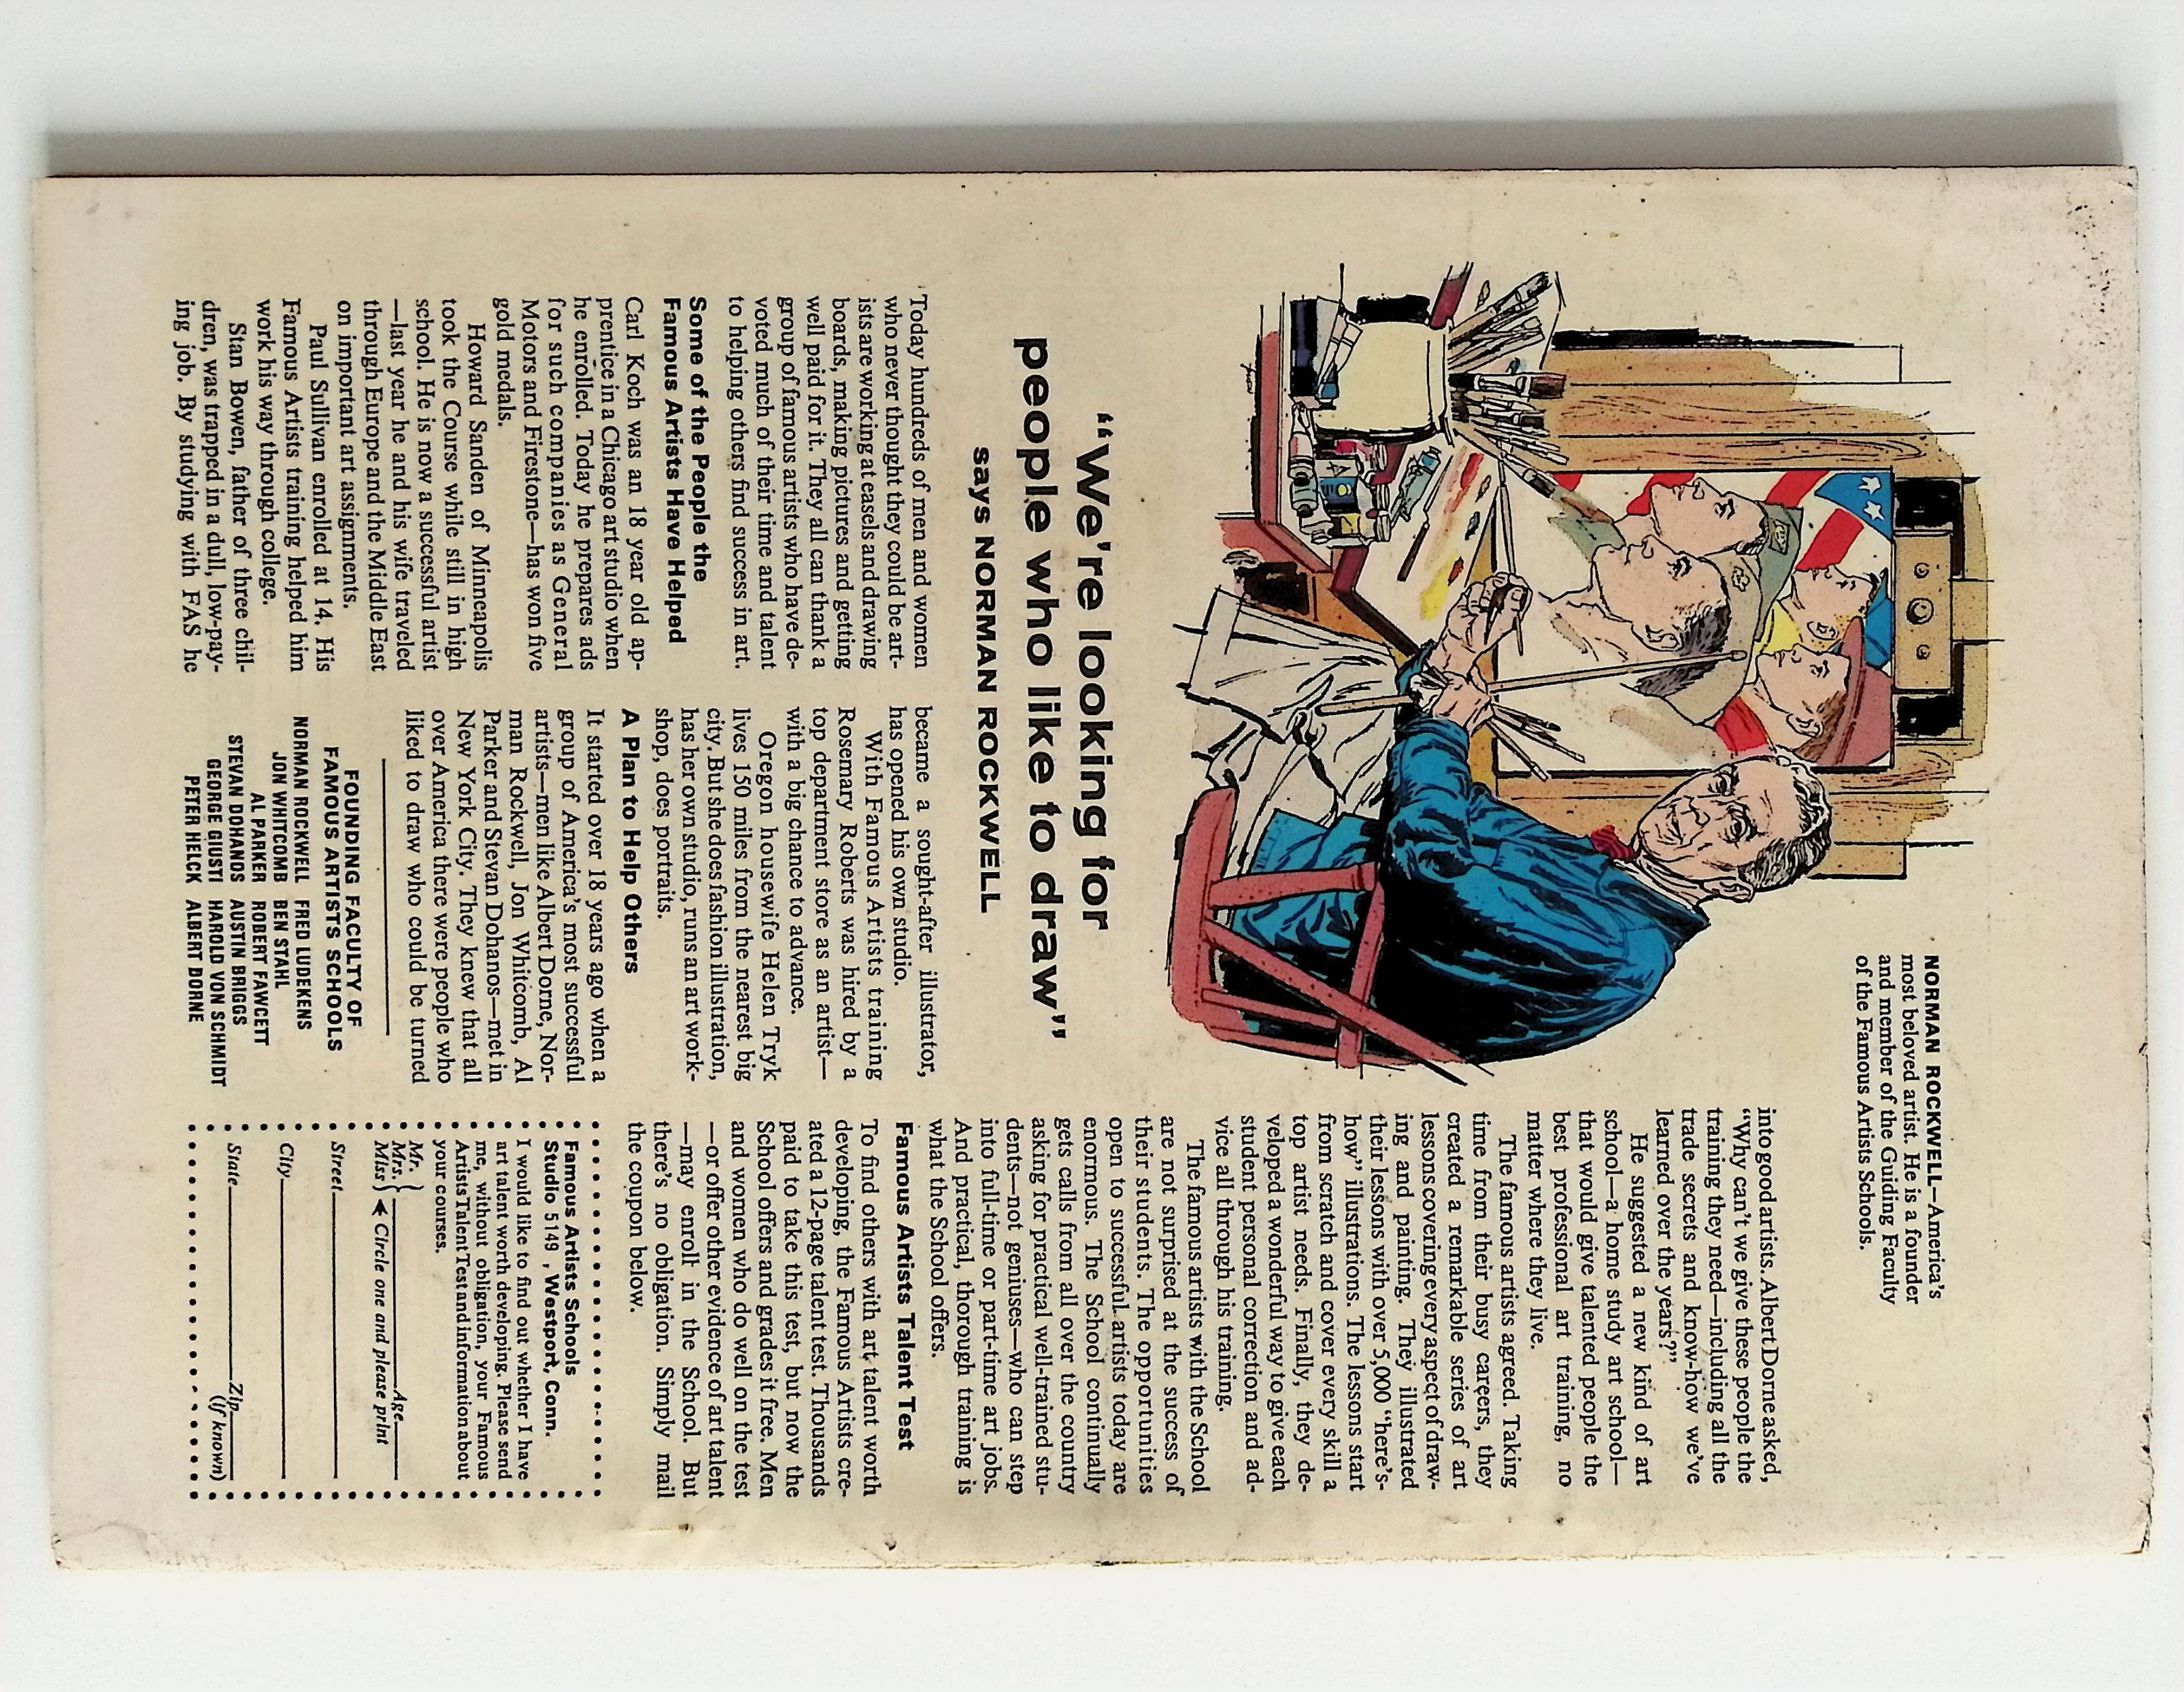 NORMAN ROCKWELL—America's
most beloved artist. He is a founder
and member of the Guiding Faculty
of the Famous Artists Schools.
“We're looking for
people who like to draw”
says NORMAN ROCKWELL
Today hundreds of men and women
who never thought they could be art-
ists are working at easels and drawing
boards, making pictures and getting
well paid for it. They all can thank a
group of famous artists who have de-
voted much of their time and talent
to helping others find success in art.
Some of the People the
Famous Artists Have Helped
Carl Koch was an 18 year old ap-
prentice in a Chicago art studio when
he enrolled. Today he prepares ads
for such companies as General
Motors and Firestone—has won five
gold medals.
Howard Sanden of Minneapolis
took the Course while still in high
school. He is now a successful artist
—last year he and his wife traveled
through Europe and the Middle East
on important art assignments.
Paul Sullivan enrolled at 14. His
Famous Artists training helped him
work his way through college.
Stan Bowen, father of three chil-
dren, was trapped in a dull, low-pay-
ing job. By studying with FAS he
became a sought-after illustrator,
has opened his own studio.
With Famous Artists training
Rosemary Roberts was hired by a
top department store as an artist—
with a big chance to advance.
Oregon housewife Helen Tryk
lives 150 miles from the nearest big
city. But she does fashion illustration,
has her own studio, runs an art work-
shop, does portraits.
A Plan to Help Others
It started over 18 years ago when a
group of America's most successful
artists—men like Albert Dorne, Nor-
man Rockwell, Jon Whitcomb, Al
Parker and Stevan Dohanos—met in
New York City. They knew that all
over America there were people who
liked to draw who could be turned
FOUNDING FACULTY OF
FAMOUS ARTISTS SCHOOLS
NORMAN ROCKWELL FRED LUDEKENS
JON WHITCOMB BEN STAHL
AL PARKER ROBERT FAWCETT
STEVAN DOHANOS AUSTIN BRIGGS
GEORGE GIUSTI HAROLD VON SCHMIDT
PETER HELCK ALBERT DORNE
into good artists. Albert Dorne asked,
“Why can't we give these people the
training they need—including all the
trade secrets and know-how we've
learned over the years?”
He suggested a new kind of art
school—a home study art school—
that would give talented people the
best professional art training, no
matter where they live.
The famous artists agreed. Taking
time from their busy careers, they
created a remarkable series of art
lessons covering every aspect of draw-
ing and painting. They illustrated
their lessons with over 5,000 “here's-
how” illustrations. The lessons start
from scratch and cover every skill a
top artist needs. Finally, they de-
veloped a wonderful way to give each
student personal correction and ad-
vice all through his training.
The famous artists with the School
are not surprised at the success of
their students. The opportunities
open to successful artists today are
enormous. The School continually
gets calls from all over the country
asking for practical well-trained stu-
dents—not geniuses—who can step
into full-time or part-time art jobs.
And practical, thorough training is
what the School offers.
Famous Artists Talent Test
To find others with art talent worth
developing, the Famous Artists cre-
ated a 12-page talent test. Thousands
paid to take this test, but now the
School offers and grades it free. Men
and women who do well on the test
—or offer other evidence of art talent
—may enroll in the School. But
there's no obligation. Simply mail
the coupon below.
Famous Artists Schools
Studio 5149 , Westport, Conn.
I would like to find out whether I have
art talent worth developing. Please send
me, without obligation, your Famous
Artists Talent Test and information about
your courses.
Mr.
Mrs. Age
Miss Circle one and please print
Street
City
State Zip
(if known)